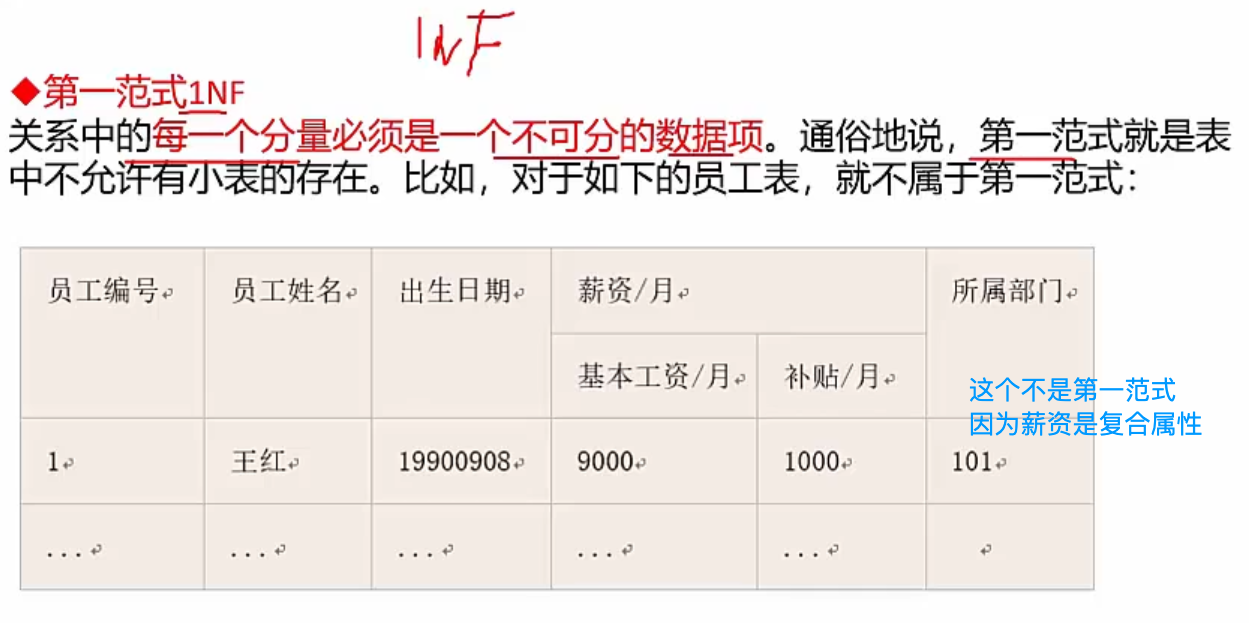 1NF
◆第一范式1NF
关系中的每一个分量必须是一个不可分的数据项。通俗地说，第一范式就是表
中不允许有小表的存在。比如，对于如下的员工表，就不属于第一范式：
员工编号↵ 员工姓名↵ 出生日期↵ 薪资/月↵ 所属部门↵
基本工资/月↵ 补贴/月↵
这个不是第一范式
因为薪资是复合属性
1↵ 王红↵ 19900908↵ 9000↵ 1000↵ 101↵
...↵ ...↵ ...↵ ...↵ ...↵ ↵